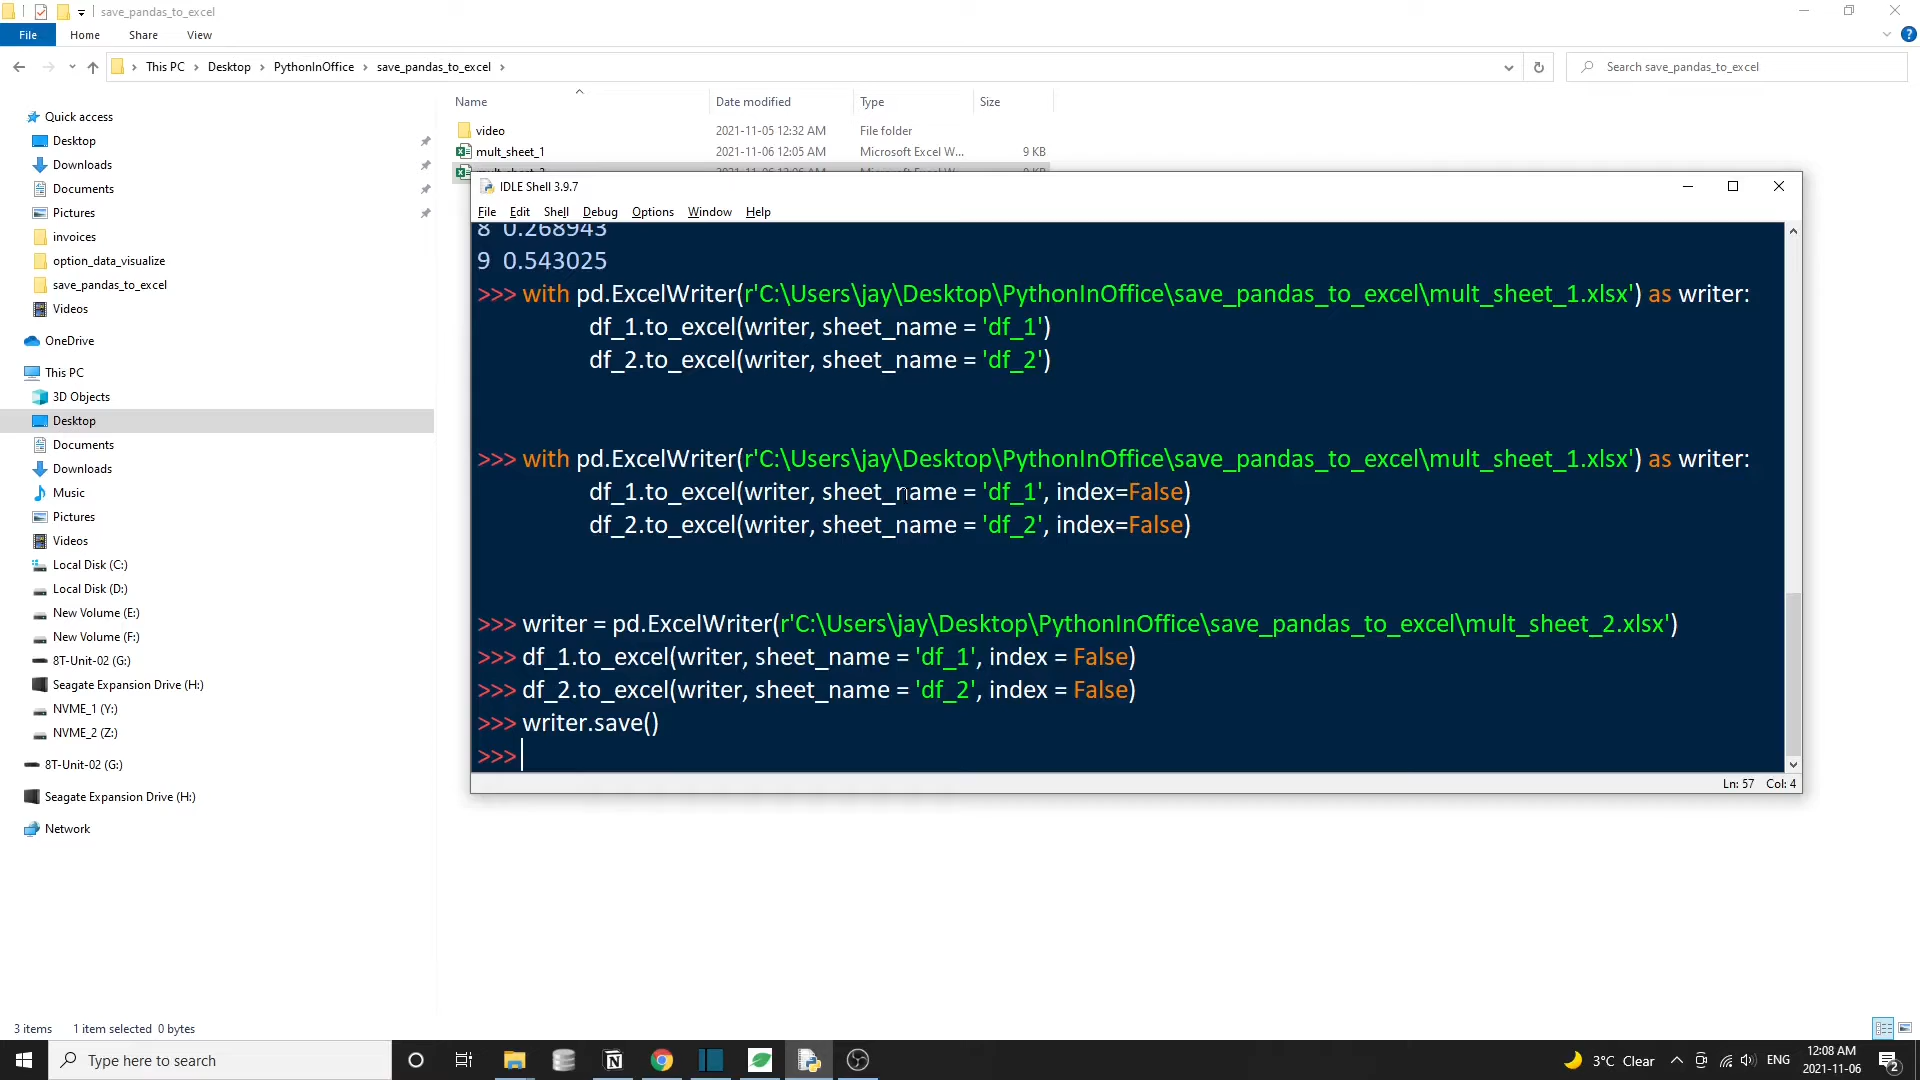 save_pandas_to_excel
File Home Share View
This PC Desktop PythonInOffice save_pandas_to_excel
Search save_pandas_to_excel
Name Date modified Type Size
video 2021-11-05 12:32 AM File folder
mult_sheet_1 2021-11-06 12:05 AM Microsoft Excel W... 9 KB
Quick access
Desktop
Downloads
Documents
Pictures
invoices
option_data_visualize
save_pandas_to_excel
Videos
OneDrive
This PC
3D Objects
Desktop
Documents
Downloads
Music
Pictures
Videos
Local Disk (C:)
Local Disk (D:)
New Volume (E:)
New Volume (F:)
8T-Unit-02 (G:)
Seagate Expansion Drive (H:)
NVME_1 (Y:)
NVME_2 (Z:)
8T-Unit-02 (G:)
Seagate Expansion Drive (H:)
Network
IDLE Shell 3.9.7
File Edit Shell Debug Options Window Help
8 0.268943
9 0.543025
>>> with pd.ExcelWriter(r'C:\Users\jay\Desktop\PythonInOffice\save_pandas_to_excel\mult_sheet_1.xlsx') as writer:
df_1.to_excel(writer, sheet_name = 'df_1')
df_2.to_excel(writer, sheet_name = 'df_2')
>>> with pd.ExcelWriter(r'C:\Users\jay\Desktop\PythonInOffice\save_pandas_to_excel\mult_sheet_1.xlsx') as writer:
df_1.to_excel(writer, sheet_name = 'df_1', index=False)
df_2.to_excel(writer, sheet_name = 'df_2', index=False)
>>> writer = pd.ExcelWriter(r'C:\Users\jay\Desktop\PythonInOffice\save_pandas_to_excel\mult_sheet_2.xlsx')
>>> df_1.to_excel(writer, sheet_name = 'df_1', index = False)
>>> df_2.to_excel(writer, sheet_name = 'df_2', index = False)
>>> writer.save()
>>>
Ln: 57 Col: 4
3 items 1 item selected 0 bytes
Type here to search
3°C Clear
ENG
12:08 AM
2021-11-06
2